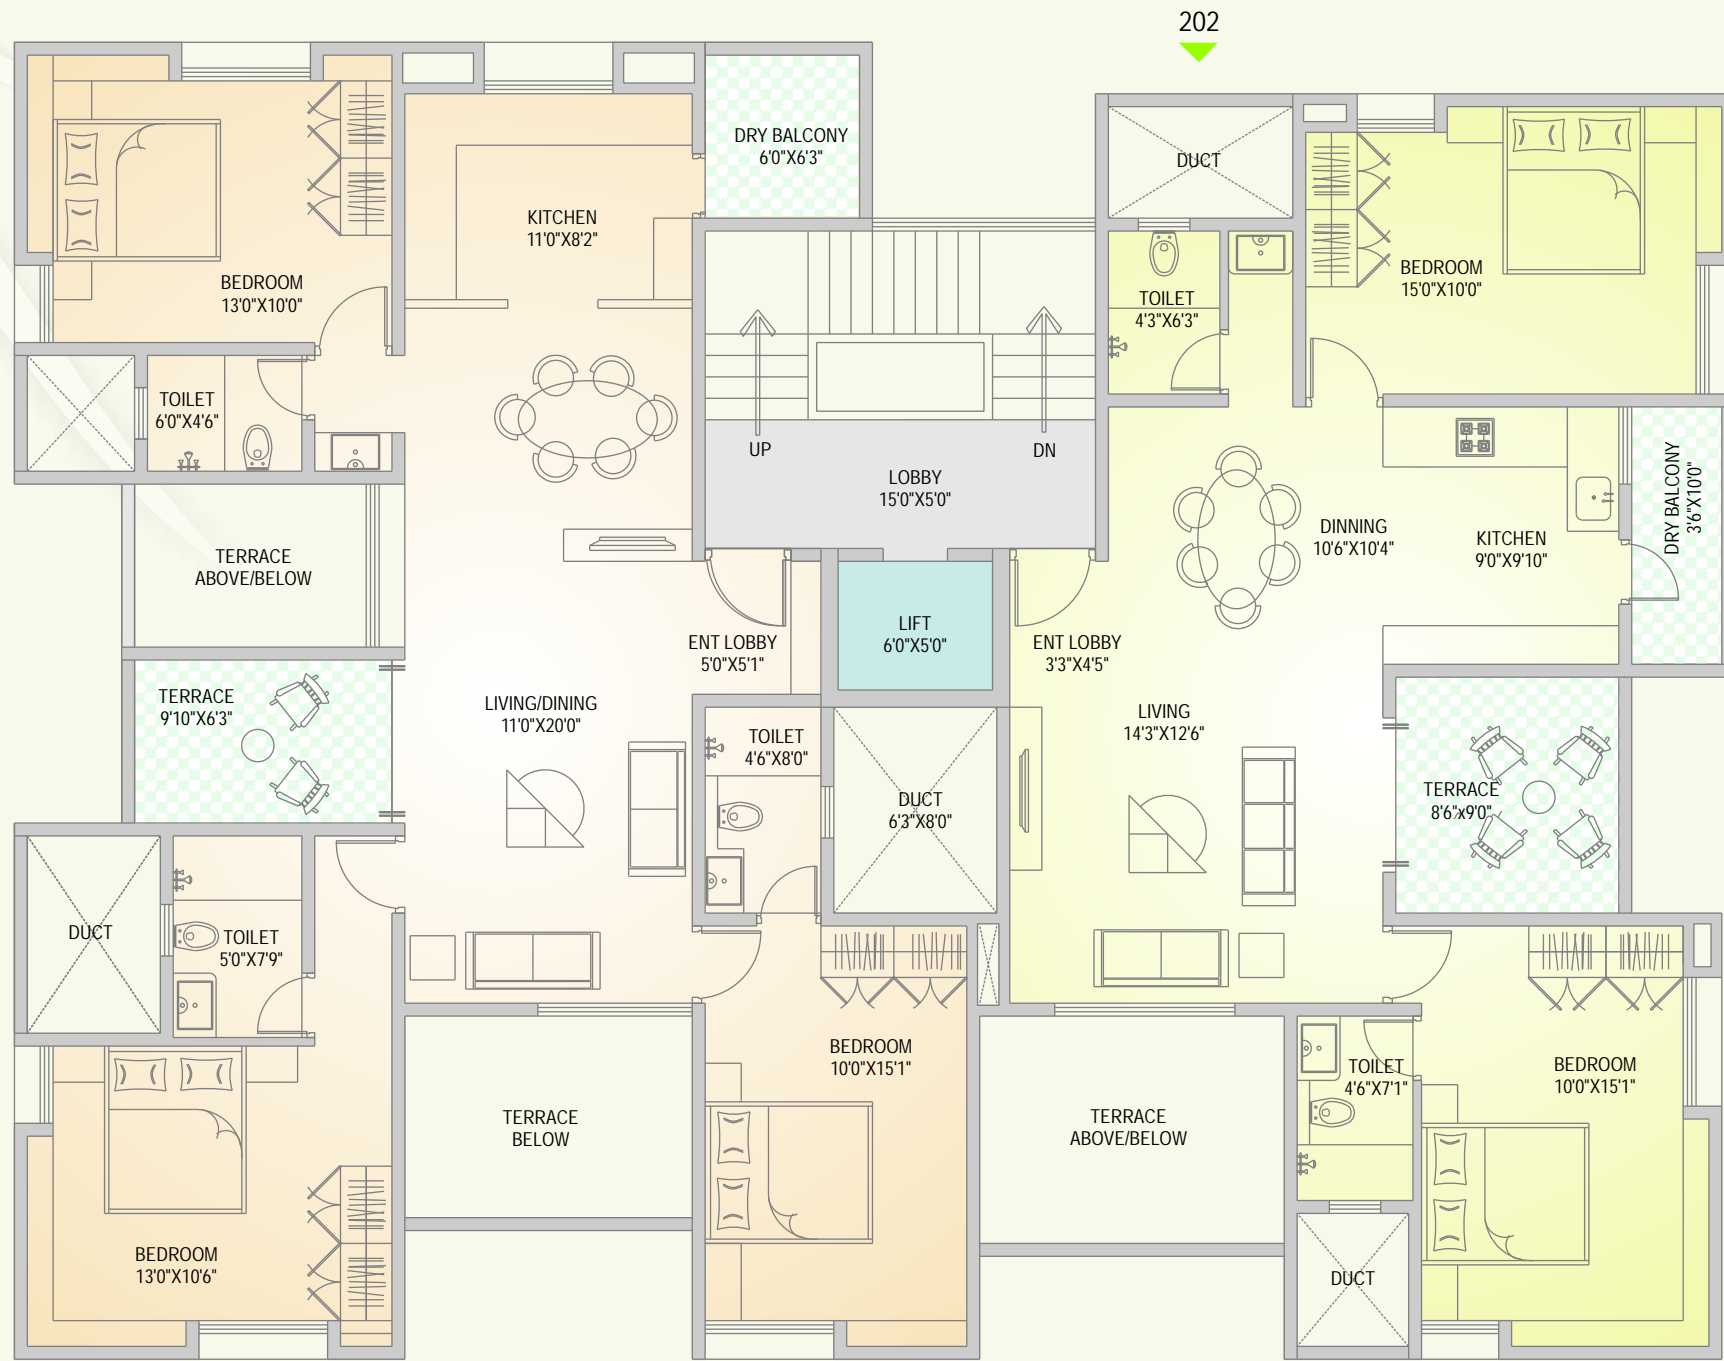 202
DRY BALCONY
6'0"X6'3"
DUCT
KITCHEN
11'0"X8'2"
BEDROOM
13'0"X10'0"
BEDROOM
15'0"X10'0"
TOILET
4'3"X6'3"
TOILET
6'0"X4'6"
UP
DN
LOBBY
15'0"X5'0"
DINNING
10'6"X10'4"
KITCHEN
9'0"X9'10"
DRY BALCONY
3'6"X10'0"
TERRACE
ABOVE/BELOW
LIFT
6'0"X5'0"
ENT LOBBY
5'0"X5'1"
ENT LOBBY
3'3"X4'5"
TERRACE
9'10"X6'3"
LIVING/DINING
11'0"X20'0"
LIVING
14'3"X12'6"
TOILET
4'6"X8'0"
DUCT
6'3"X8'0"
TERRACE
8'6"x9'0"
DUCT
TOILET
5'0"X7'9"
BEDROOM
10'0"X15'1"
TOILET
4'6"X7'1"
BEDROOM
10'0"X15'1"
TERRACE
BELOW
TERRACE
ABOVE/BELOW
BEDROOM
13'0"X10'6"
DUCT